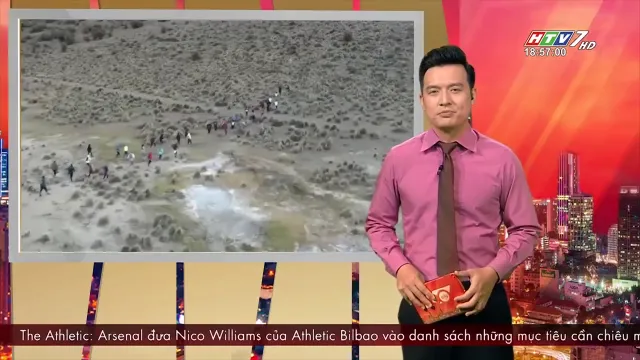 HTV7 HD
18:57:00
The Athletic: Arsenal đưa Nico Williams của Athletic Bilbao vào danh sách những mục tiêu cần chiêu